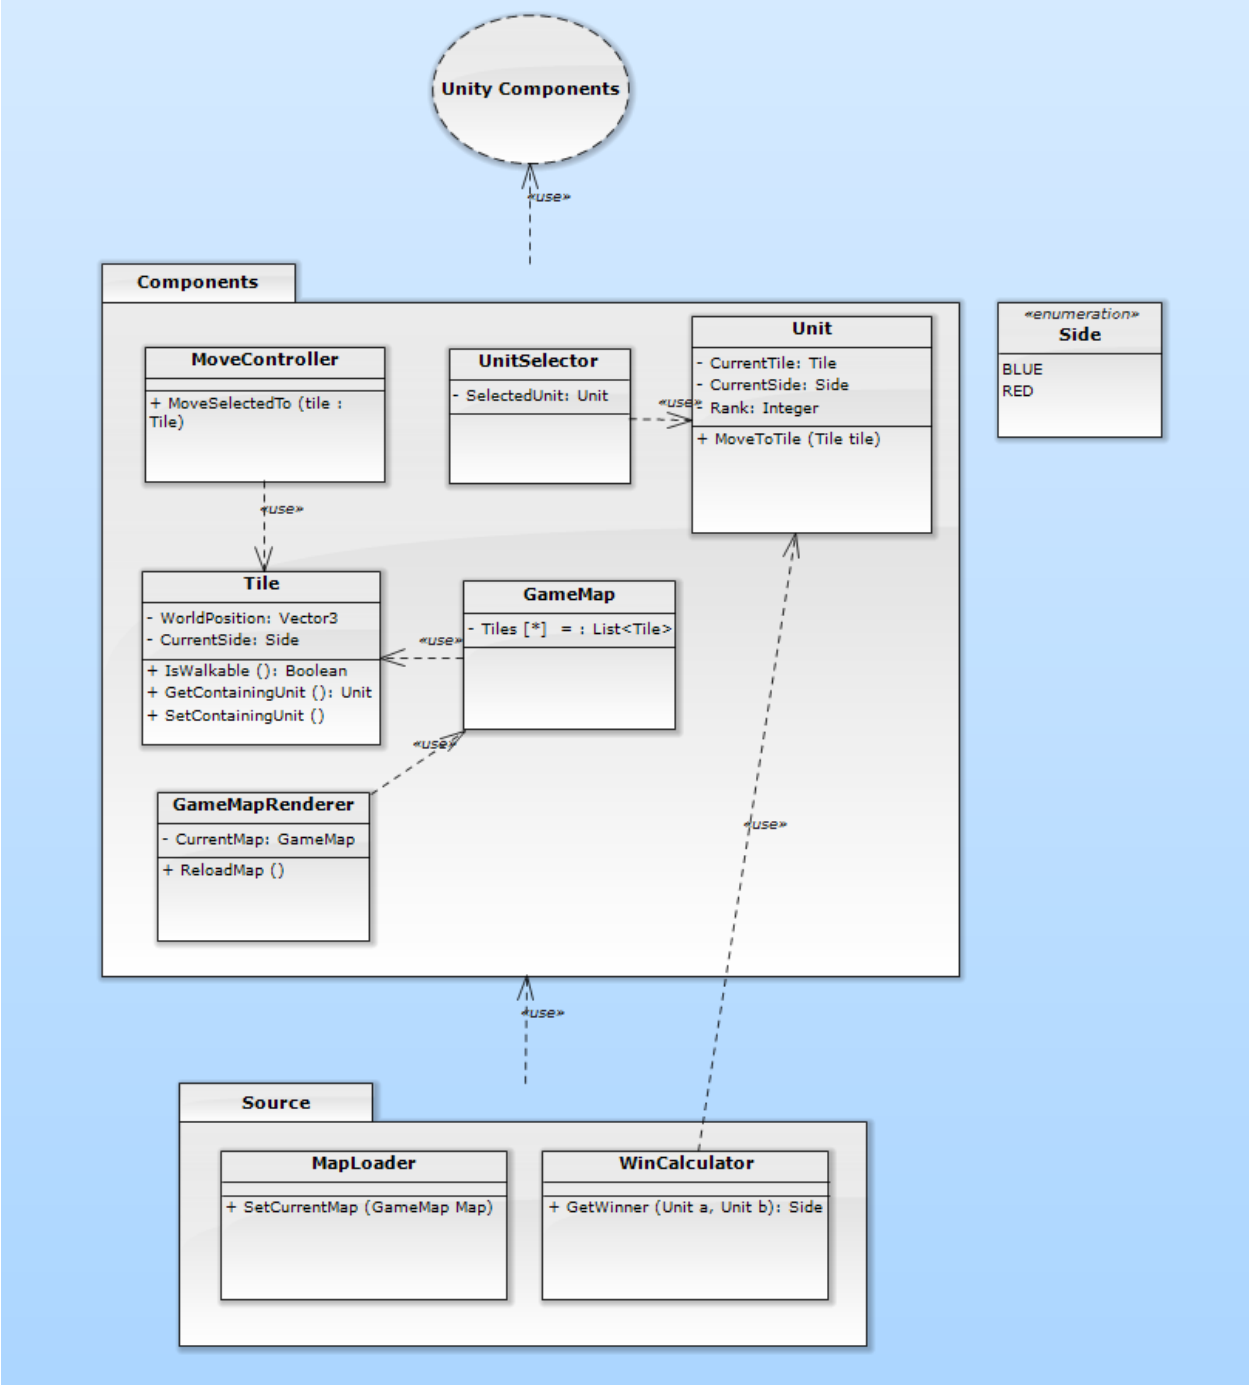 Unity Components
«use»
Components
MoveController
+ MoveSelectedTo (tile :
Tile)
UnitSelector
- SelectedUnit: Unit
«use»
Unit
- CurrentTile: Tile
- CurrentSide: Side
- Rank: Integer
+ MoveToTile (Tile tile)
«enumeration»
Side
BLUE
RED
«use»
Tile
- WorldPosition: Vector3
- CurrentSide: Side
+ IsWalkable (): Boolean
+ GetContainingUnit (): Unit
+ SetContainingUnit ()
«use»
GameMap
- Tiles [*]  = : List<Tile>
«use»
GameMapRenderer
- CurrentMap: GameMap
+ ReloadMap ()
«use»
«use»
Source
MapLoader
+ SetCurrentMap (GameMap Map)
WinCalculator
+ GetWinner (Unit a, Unit b): Side